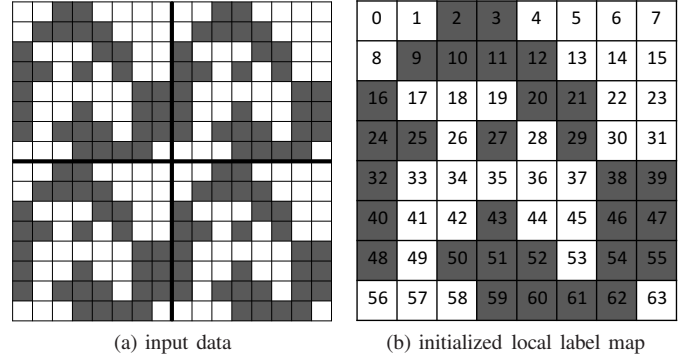 0 1 2 3 4 5 6 7
8 9 10 11 12 13 14 15
16 17 18 19 20 21 22 23
24 25 26 27 28 29 30 31
32 33 34 35 36 37 38 39
40 41 42 43 44 45 46 47
48 49 50 51 52 53 54 55
56 57 58 59 60 61 62 63
(a) input data
(b) initialized local label map